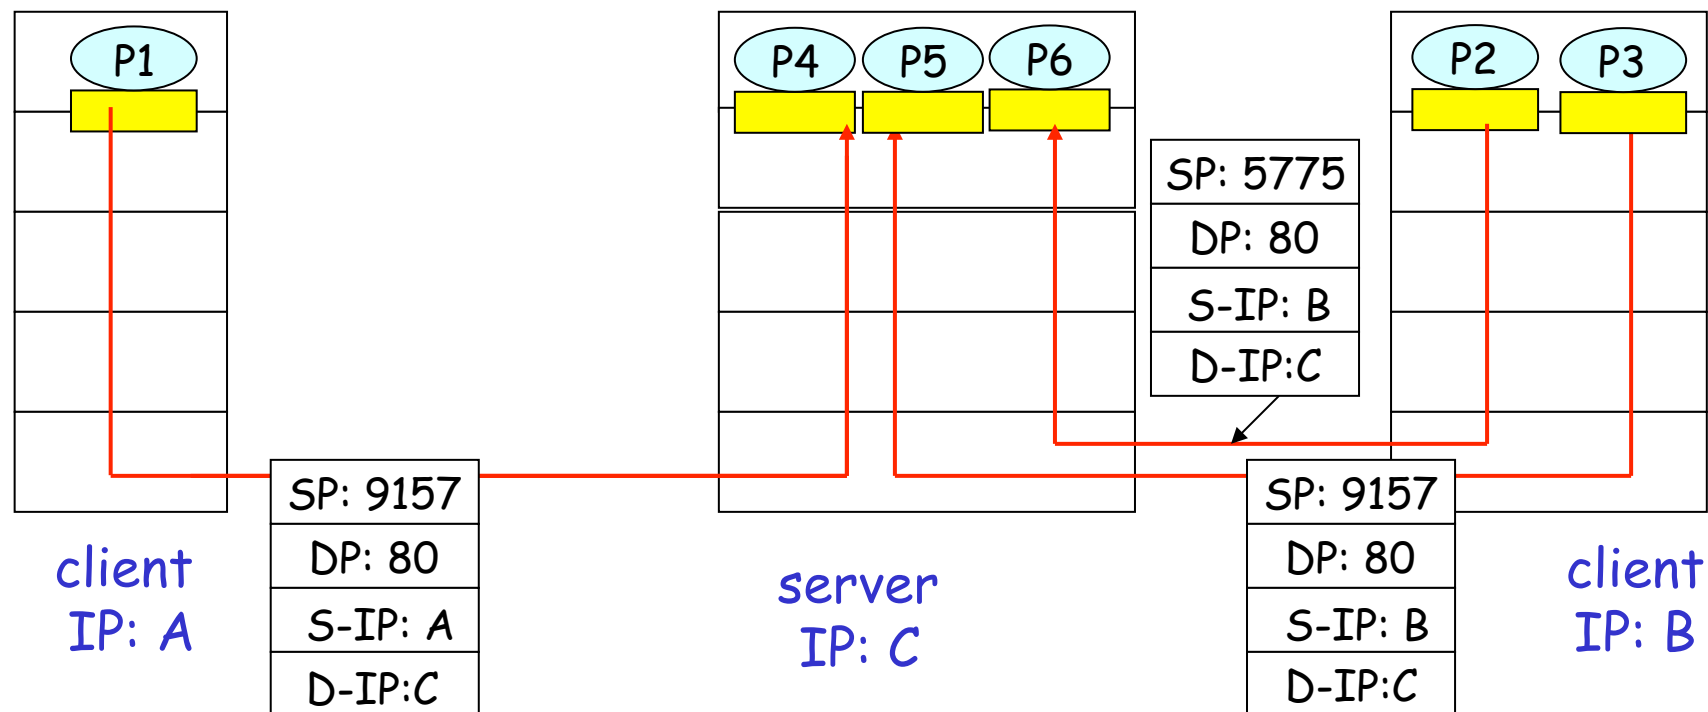 P1
P4
P5
P6
P2
P3
SP: 5775
DP: 80
S-IP: B
D-IP:C
SP: 9157
DP: 80
S-IP: A
D-IP:C
SP: 9157
DP: 80
S-IP: B
D-IP:C
client
IP: A
server
IP: C
client
IP: B